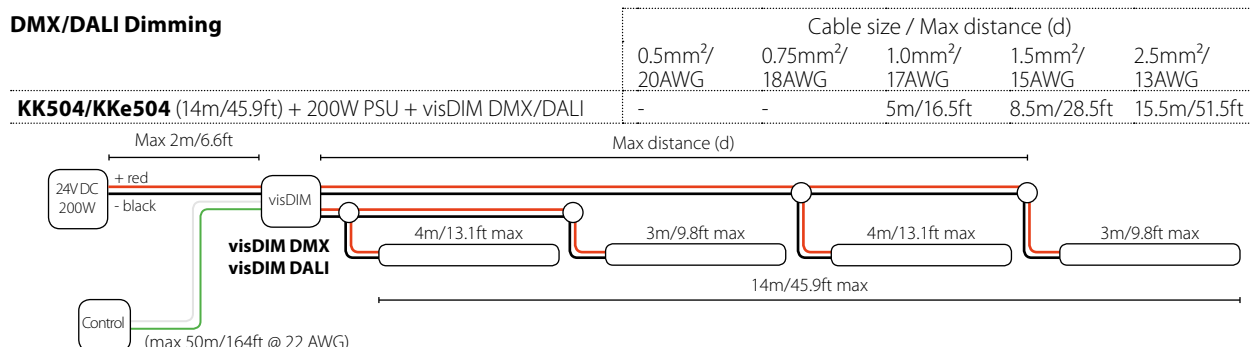 DMX/DALI Dimming
Cable size / Max distance (d)
0.5mm²/ 0.75mm²/ 1.0mm²/ 1.5mm²/ 2.5mm²/
20AWG 18AWG 17AWG 15AWG 13AWG
KK504/KKe504 (14m/45.9ft) + 200W PSU + visDIM DMX/DALI - - 5m/16.5ft 8.5m/28.5ft 15.5m/51.5ft
Max 2m/6.6ft Max distance (d)
24V DC
200W
+ red
- black
visDIM
visDIM DMX
visDIM DALI
4m/13.1ft max 3m/9.8ft max 4m/13.1ft max 3m/9.8ft max
14m/45.9ft max
Control
(max 50m/164ft @ 22 AWG)